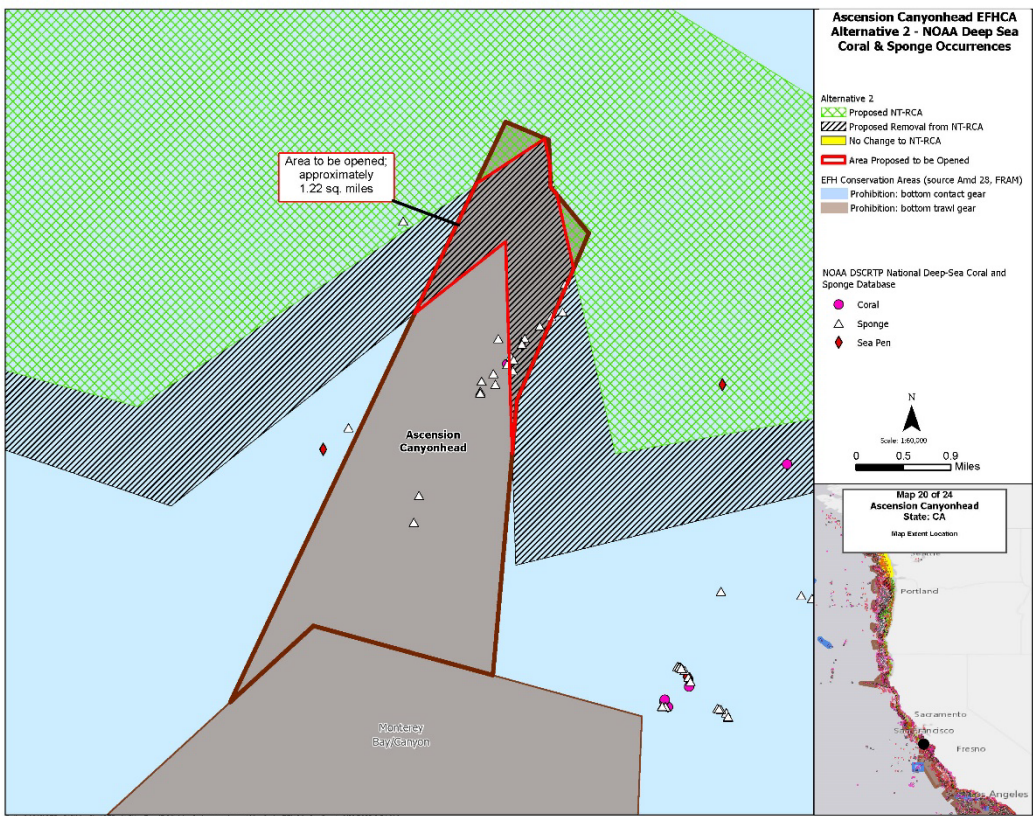 Ascension Canyonhead EFHCA
Alternative 2 - NOAA Deep Sea
Coral & Sponge Occurrences
Alternative 2
Proposed NT-RCA
Proposed Removal from NT-RCA
No Change to NT-RCA
Area Proposed to be Opened
EFH Conservation Areas (source Amd 28, FRAM)
Prohibition: bottom contact gear
Prohibition: bottom trawl gear
NOAA DSCRTP National Deep-Sea Coral and
Sponge Database
Coral
Sponge
Sea Pen
N
Scale: 1:60,000
0 0.5 0.9
Miles
Area to be opened;
approximately
1.22 sq. miles
Ascension
Canyonhead
Monterey
Bay/Canyon
Map 20 of 24
Ascension Canyonhead
State: CA
Map Extent Location
Portland
Sacramento
San Francisco
Fresno
Los Angeles